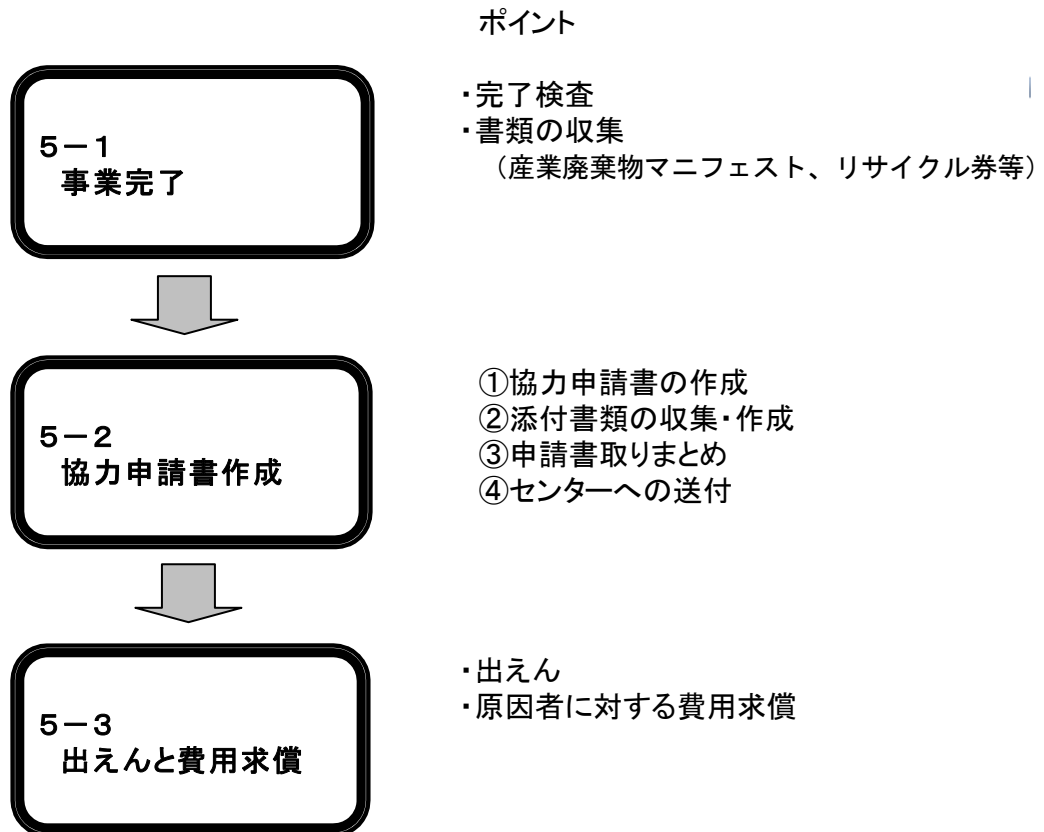 ポイント
5－1
事業完了
・完了検査
・書類の収集
（産業廃棄物マニフェスト、リサイクル券等）
5－2
協力申請書作成
①協力申請書の作成
②添付書類の収集・作成
③申請書取りまとめ
④センターへの送付
5－3
出えんと費用求償
・出えん
・原因者に対する費用求償